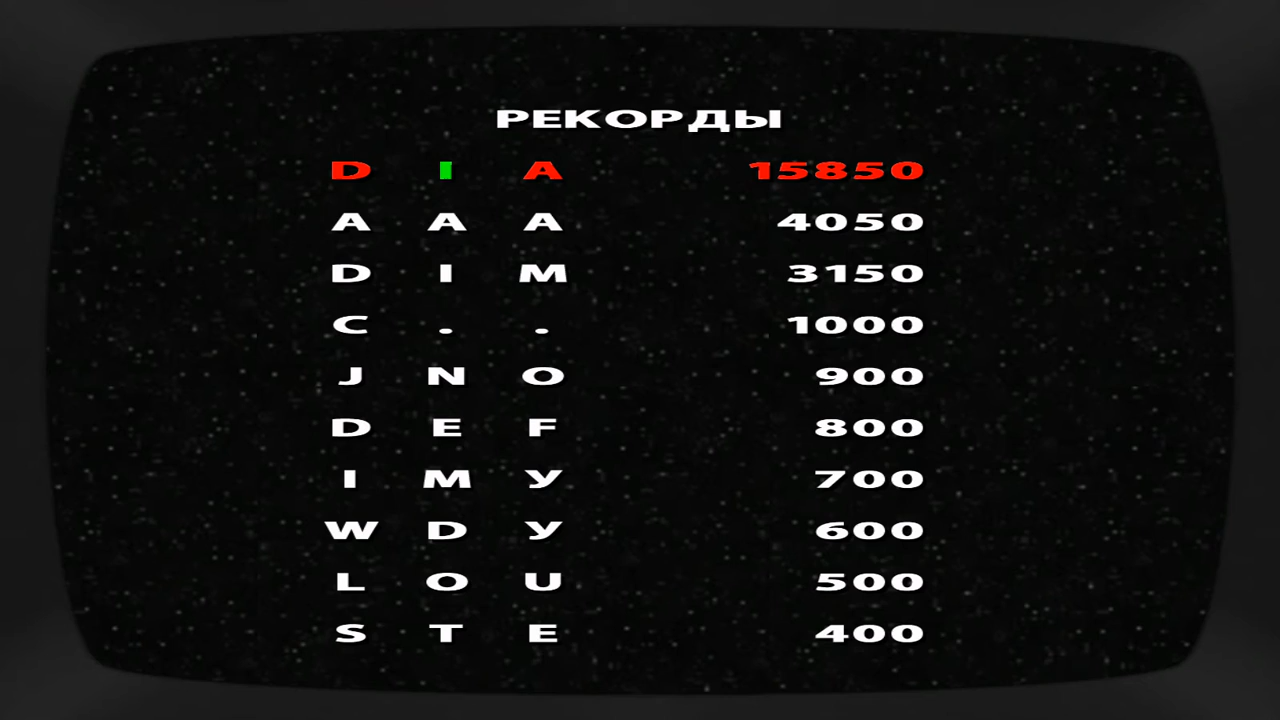 РЕКОРДЫ
D I A 15850
A A A 4050
D I M 3150
C . . 1000
J N O 900
D E F 800
I M У 700
W D У 600
L O U 500
S T E 400